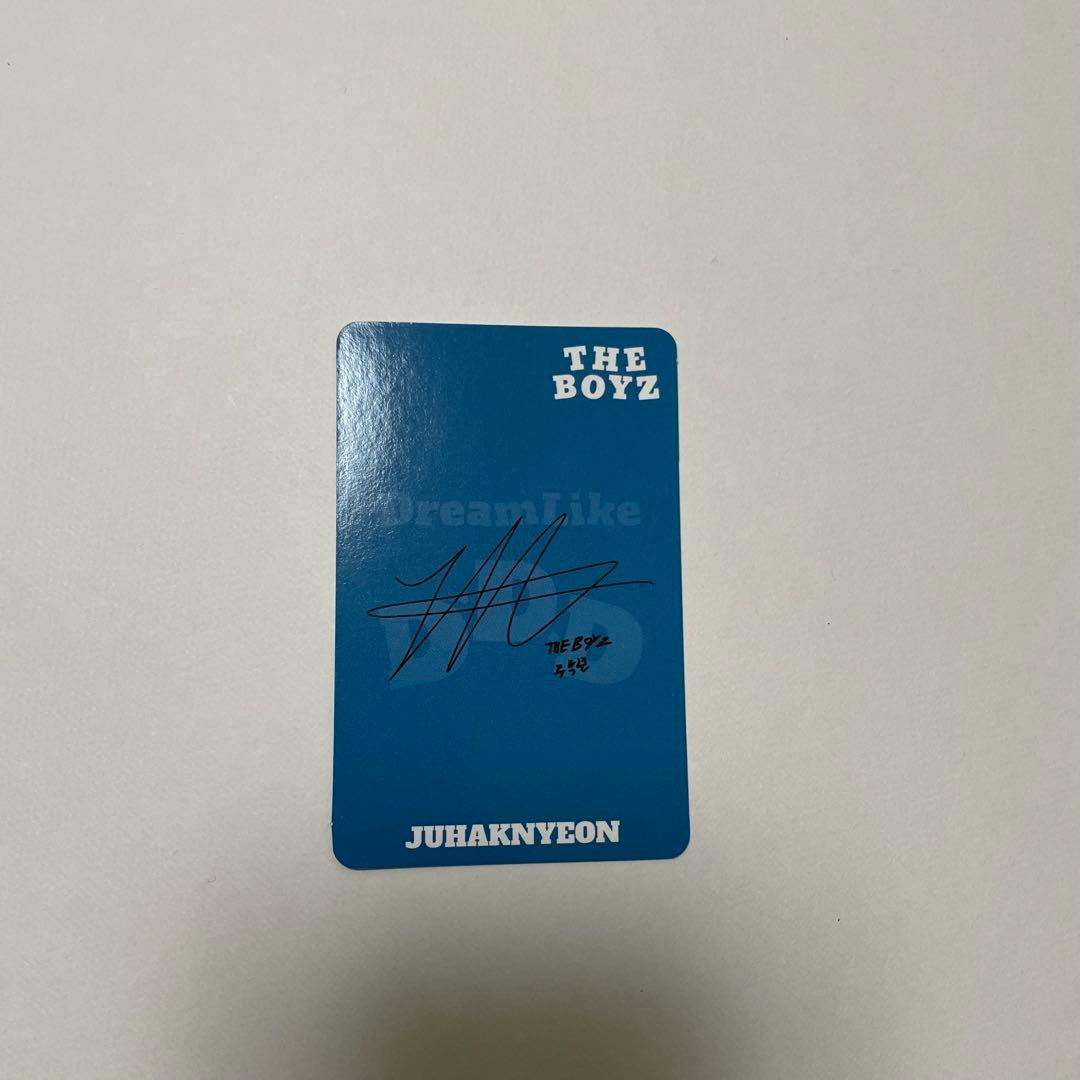 THE
BOYZ
DreamLike
D.D.D
THE BOYZ
주학년
JUHAKNYEON